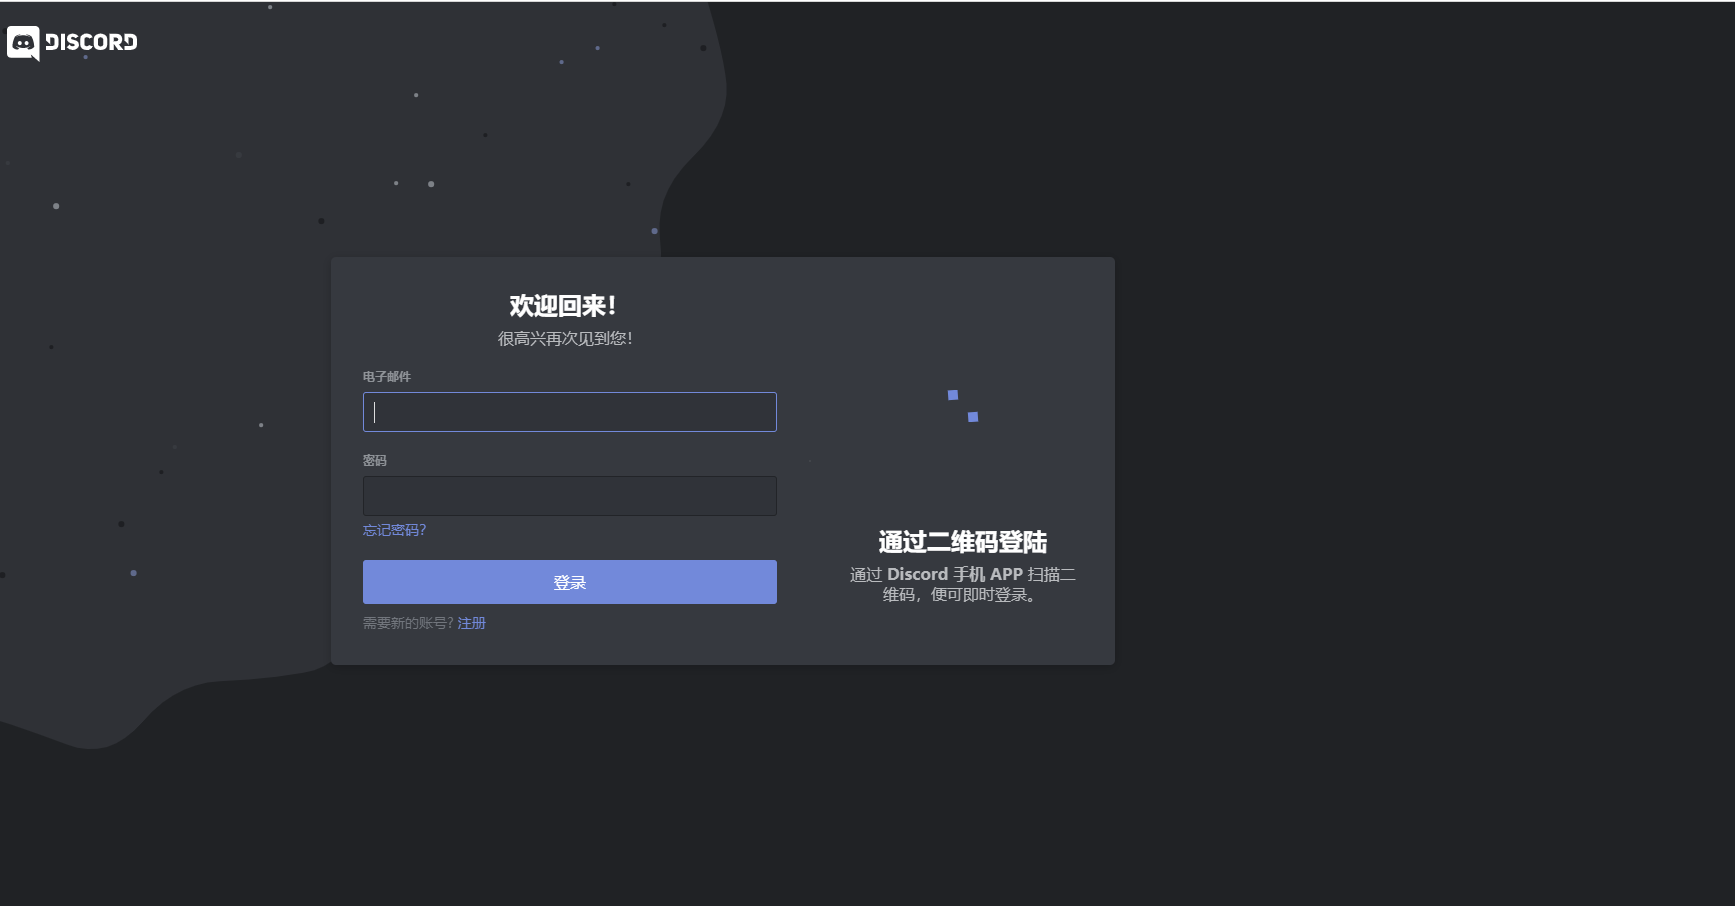 DISCORD
欢迎回来！
很高兴再次见到您！
电子邮件
密码
忘记密码？
登录
需要新的账号? 注册
通过二维码登陆
通过 Discord 手机 APP 扫描二
维码，便可即时登录。